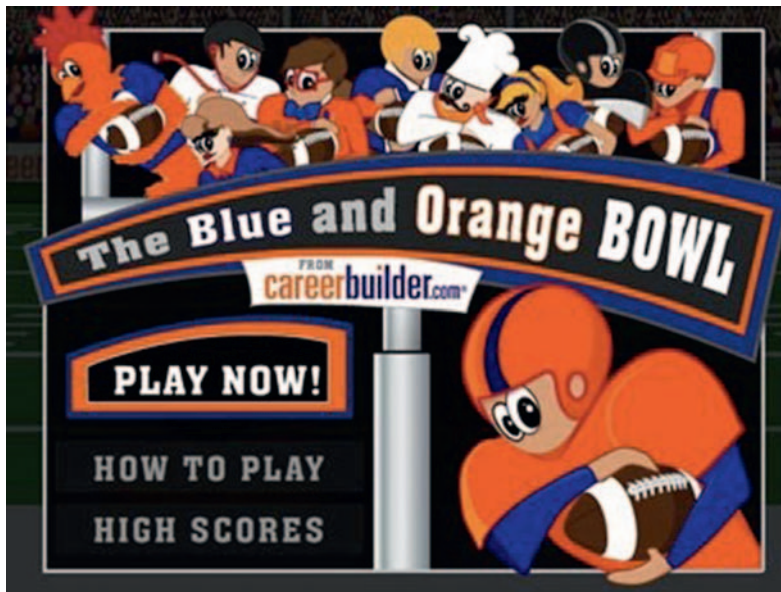 The Blue and Orange BOWL
FROM
careerbuilder.com
PLAY NOW!
HOW TO PLAY
HIGH SCORES